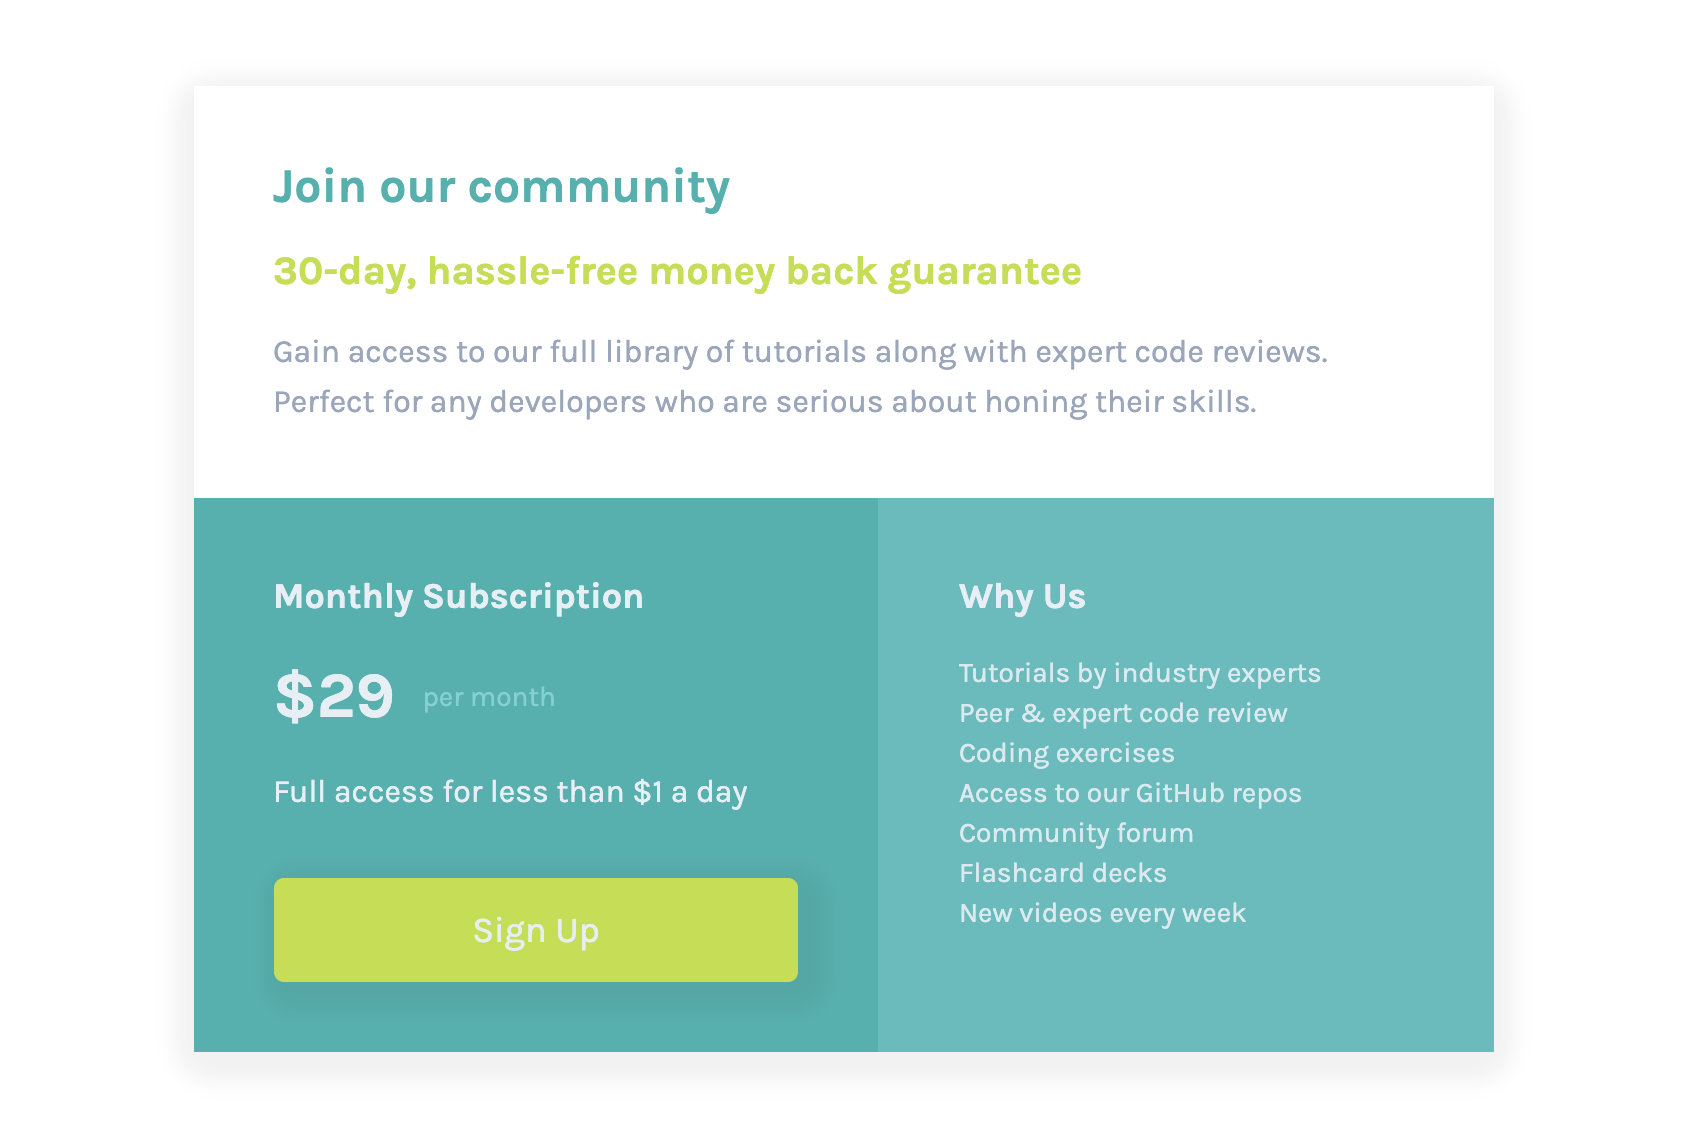 Join our community
30-day, hassle-free money back guarantee
Gain access to our full library of tutorials along with expert code reviews.
Perfect for any developers who are serious about honing their skills.
Monthly Subscription
$29 per month
Full access for less than $1 a day
Sign Up
Why Us
Tutorials by industry experts
Peer & expert code review
Coding exercises
Access to our GitHub repos
Community forum
Flashcard decks
New videos every week